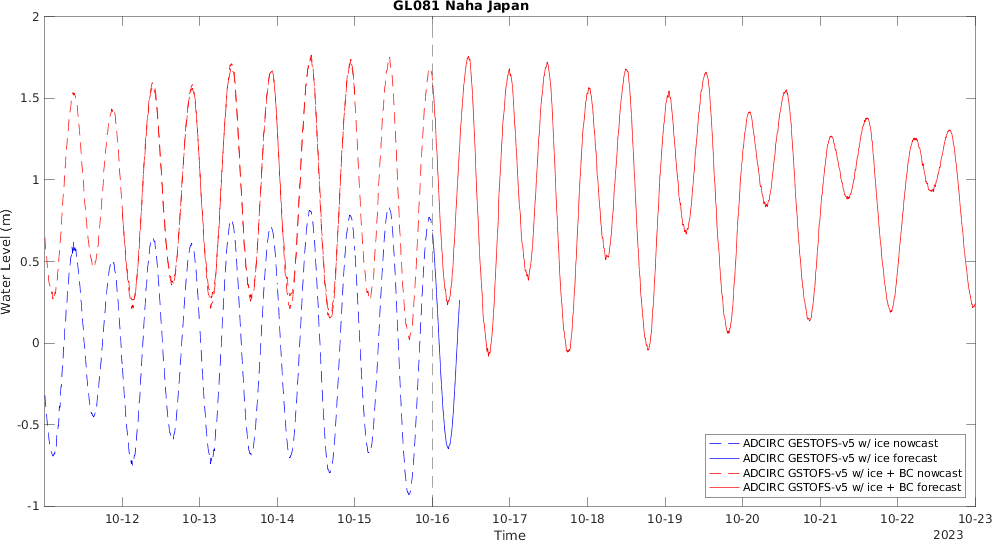 GL081 Naha Japan
2
1.5
1
0.5
0
-0.5
-1
Water Level (m)
ADCIRC GESTOFS-v5 w/ ice nowcast
ADCIRC GESTOFS-v5 w/ ice forecast
ADCIRC GSTOFS-v5 w/ ice + BC nowcast
ADCIRC GSTOFS-v5 w/ ice + BC forecast
10-12 10-13 10-14 10-15 10-16 10-17 10-18 10-19 10-20 10-21 10-22 10-23
Time
2023